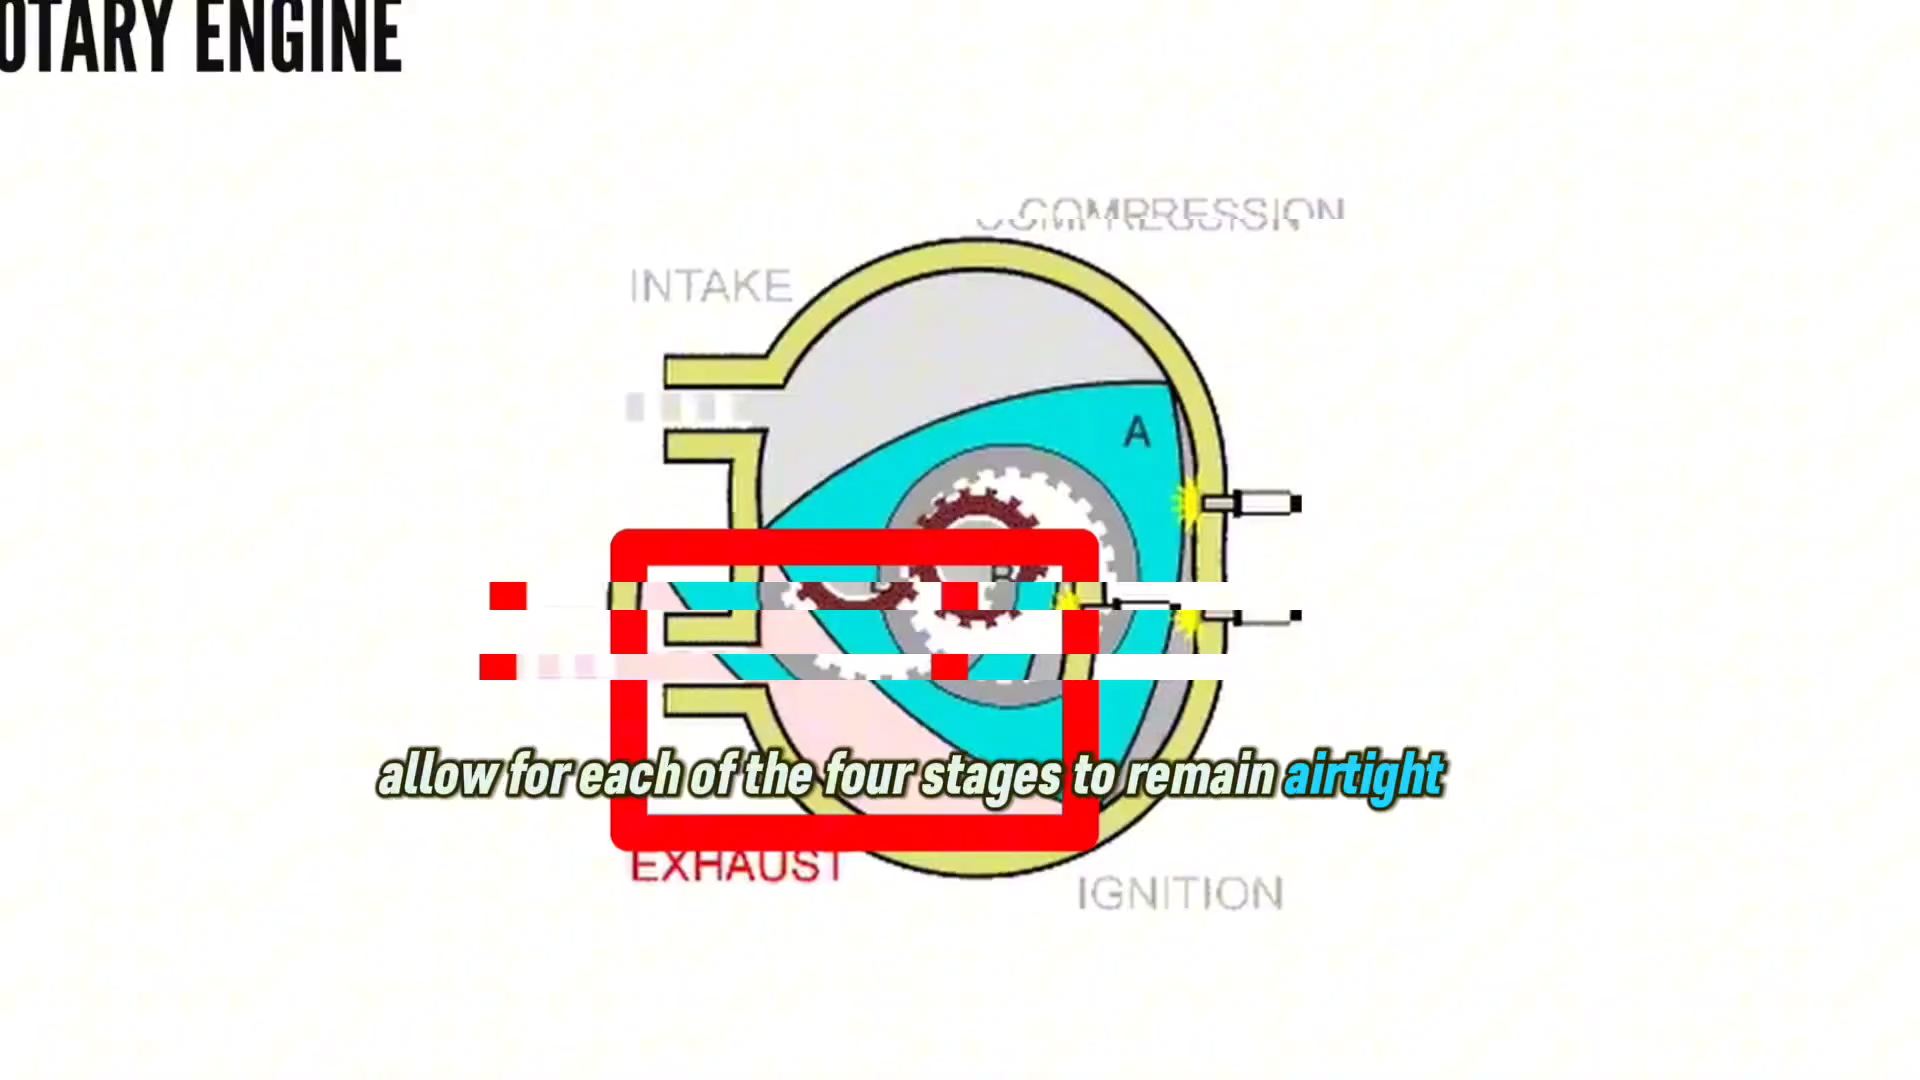 OTARY ENGINE
COMPRESSION
INTAKE
A
B
allow for each of the four stages to remain airtight
EXHAUST
IGNITION